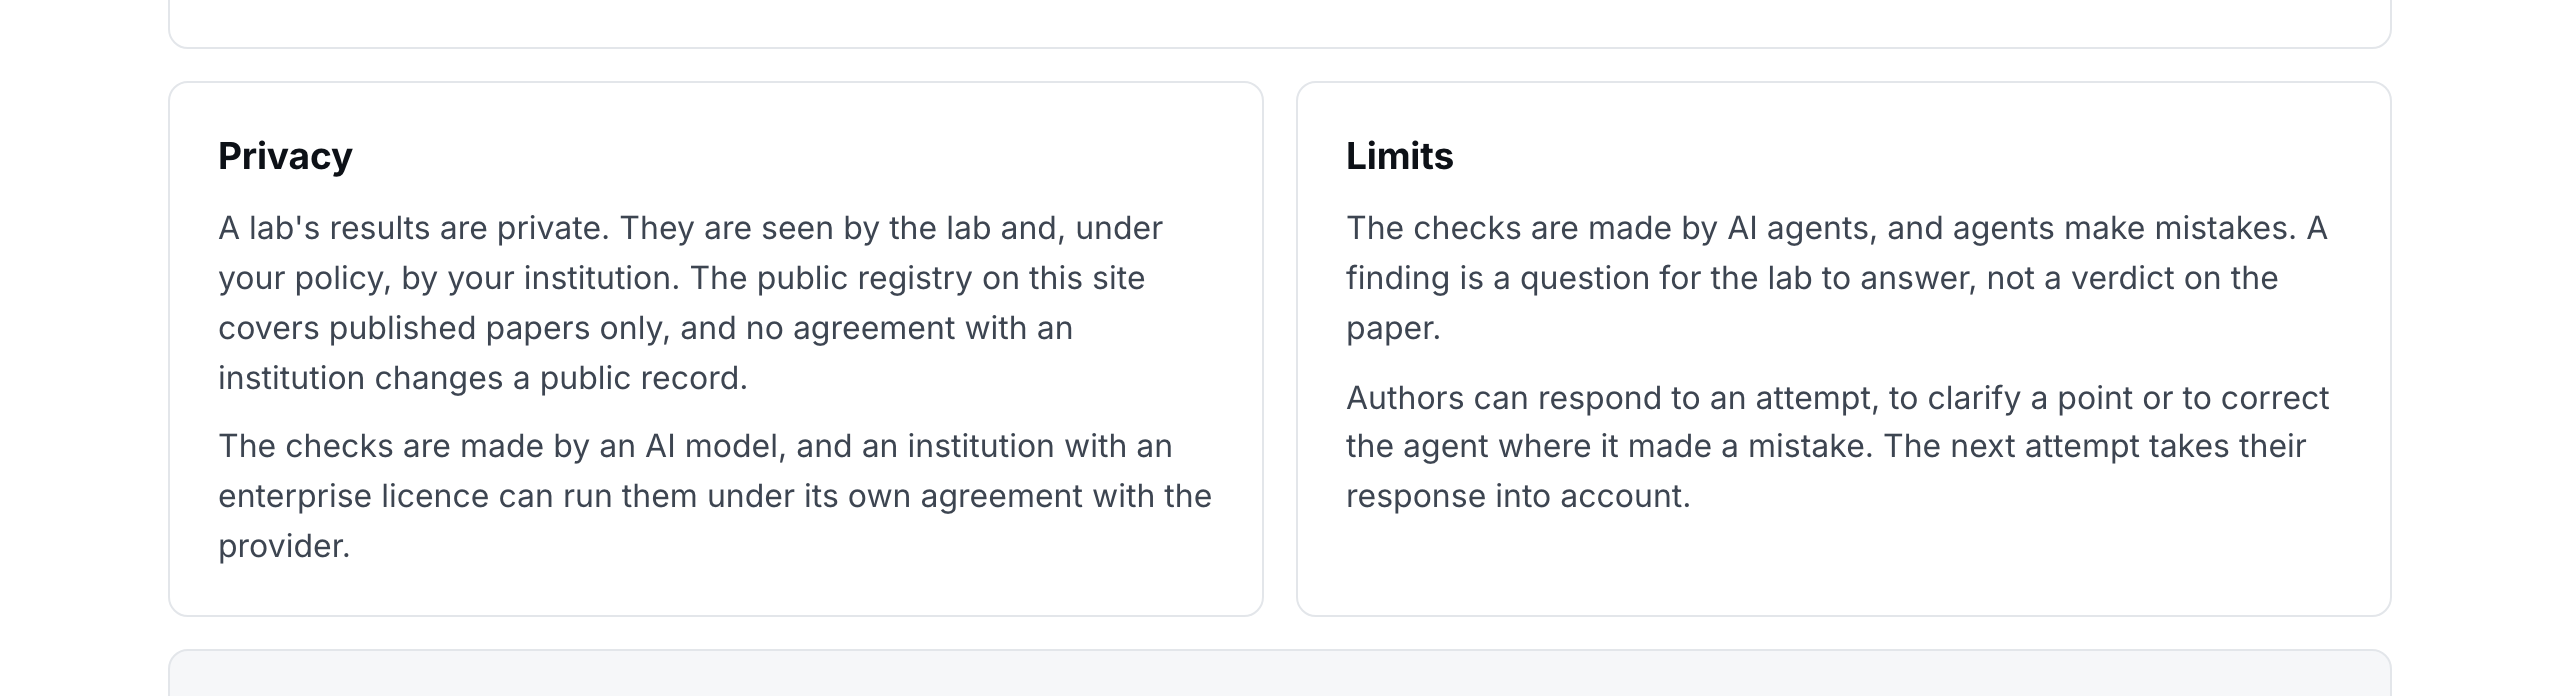 Privacy
A lab's results are private. They are seen by the lab and, under
your policy, by your institution. The public registry on this site
covers published papers only, and no agreement with an
institution changes a public record.
The checks are made by an AI model, and an institution with an
enterprise licence can run them under its own agreement with the
provider.
Limits
The checks are made by AI agents, and agents make mistakes. A
finding is a question for the lab to answer, not a verdict on the
paper.
Authors can respond to an attempt, to clarify a point or to correct
the agent where it made a mistake. The next attempt takes their
response into account.